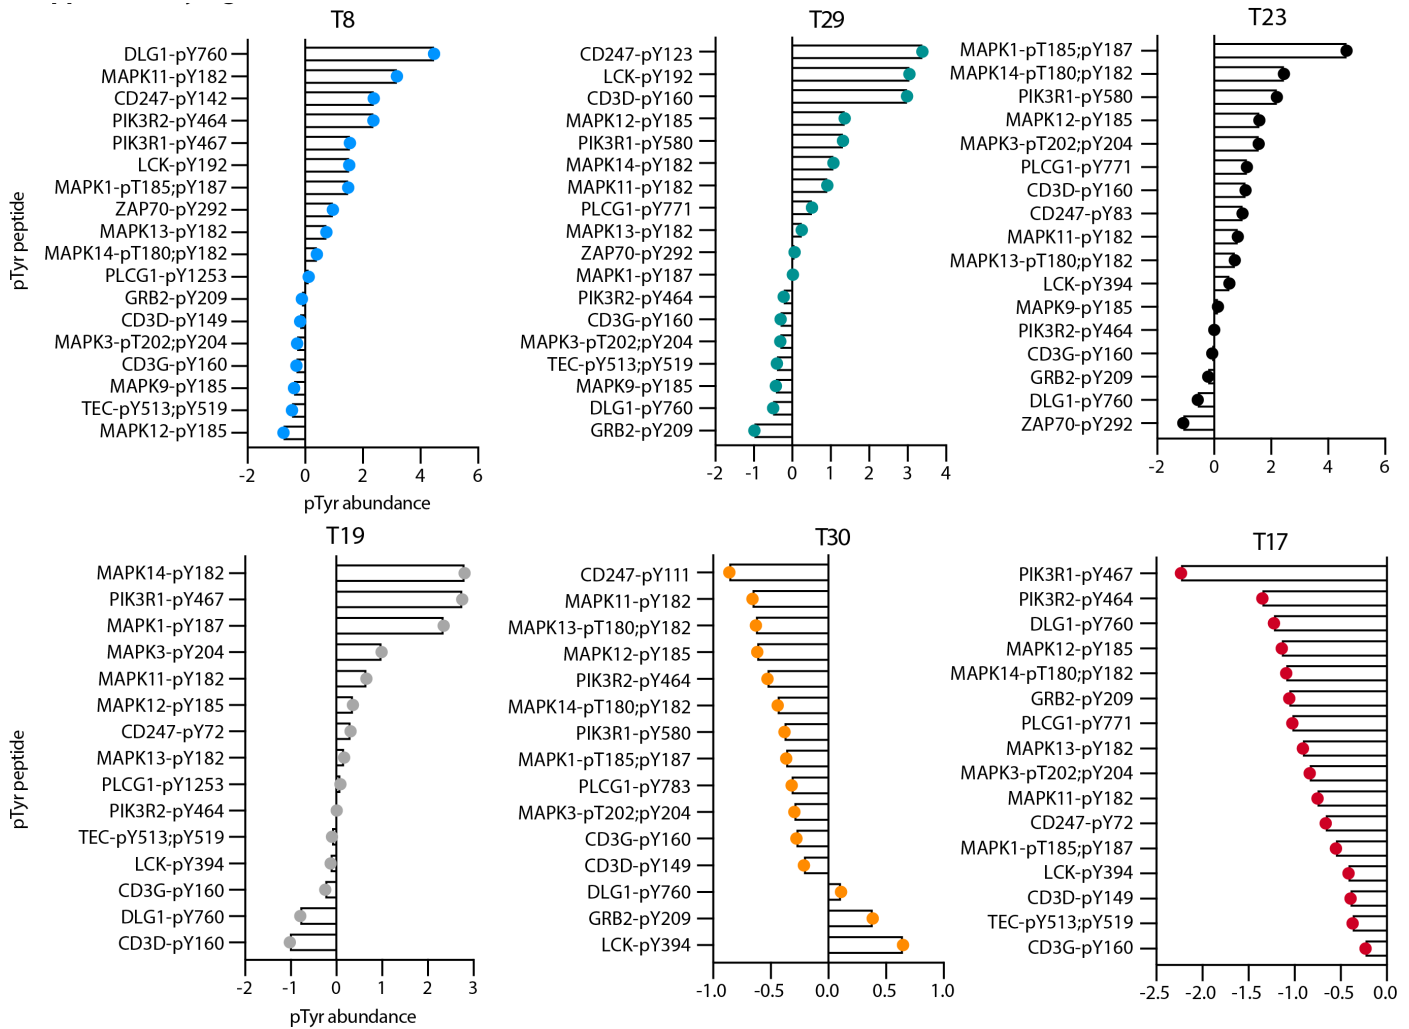 T8
DLG1-pY760
MAPK11-pY182
CD247-pY142
PIK3R2-pY464
PIK3R1-pY467
LCK-pY192
MAPK1-pT185;pY187
ZAP70-pY292
MAPK13-pY182
MAPK14-pT180;pY182
PLCG1-pY1253
GRB2-pY209
CD3D-pY149
MAPK3-pT202;pY204
CD3G-pY160
MAPK9-pY185
TEC-pY513;pY519
MAPK12-pY185
pTyr peptide
-2 0 2 4 6
pTyr abundance
T29
CD247-pY123
LCK-pY192
CD3D-pY160
MAPK12-pY185
PIK3R1-pY580
MAPK14-pY182
MAPK11-pY182
PLCG1-pY771
MAPK13-pY182
ZAP70-pY292
MAPK1-pY187
PIK3R2-pY464
CD3G-pY160
MAPK3-pT202;pY204
TEC-pY513;pY519
MAPK9-pY185
DLG1-pY760
GRB2-pY209
-2 -1 0 1 2 3 4
T23
MAPK1-pT185;pY187
MAPK14-pT180;pY182
PIK3R1-pY580
MAPK12-pY185
MAPK3-pT202;pY204
PLCG1-pY771
CD3D-pY160
CD247-pY83
MAPK11-pY182
MAPK13-pT180;pY182
LCK-pY394
MAPK9-pY185
PIK3R2-pY464
CD3G-pY160
GRB2-pY209
DLG1-pY760
ZAP70-pY292
-2 0 2 4 6
T19
MAPK14-pY182
PIK3R1-pY467
MAPK1-pY187
MAPK3-pY204
MAPK11-pY182
MAPK12-pY185
CD247-pY72
MAPK13-pY182
PLCG1-pY1253
PIK3R2-pY464
TEC-pY513;pY519
LCK-pY394
CD3G-pY160
DLG1-pY760
CD3D-pY160
pTyr peptide
-2 -1 0 1 2 3
pTyr abundance
T30
CD247-pY111
MAPK11-pY182
MAPK13-pT180;pY182
MAPK12-pY185
PIK3R2-pY464
MAPK14-pT180;pY182
PIK3R1-pY580
MAPK1-pT185;pY187
PLCG1-pY783
MAPK3-pT202;pY204
CD3G-pY160
CD3D-pY149
DLG1-pY760
GRB2-pY209
LCK-pY394
-1.0 -0.5 0.0 0.5 1.0
T17
PIK3R1-pY467
PIK3R2-pY464
DLG1-pY760
MAPK12-pY185
MAPK14-pT180;pY182
GRB2-pY209
PLCG1-pY771
MAPK13-pY182
MAPK3-pT202;pY204
MAPK11-pY182
CD247-pY72
MAPK1-pT185;pY187
LCK-pY394
CD3D-pY149
TEC-pY513;pY519
CD3G-pY160
-2.5 -2.0 -1.5 -1.0 -0.5 0.0